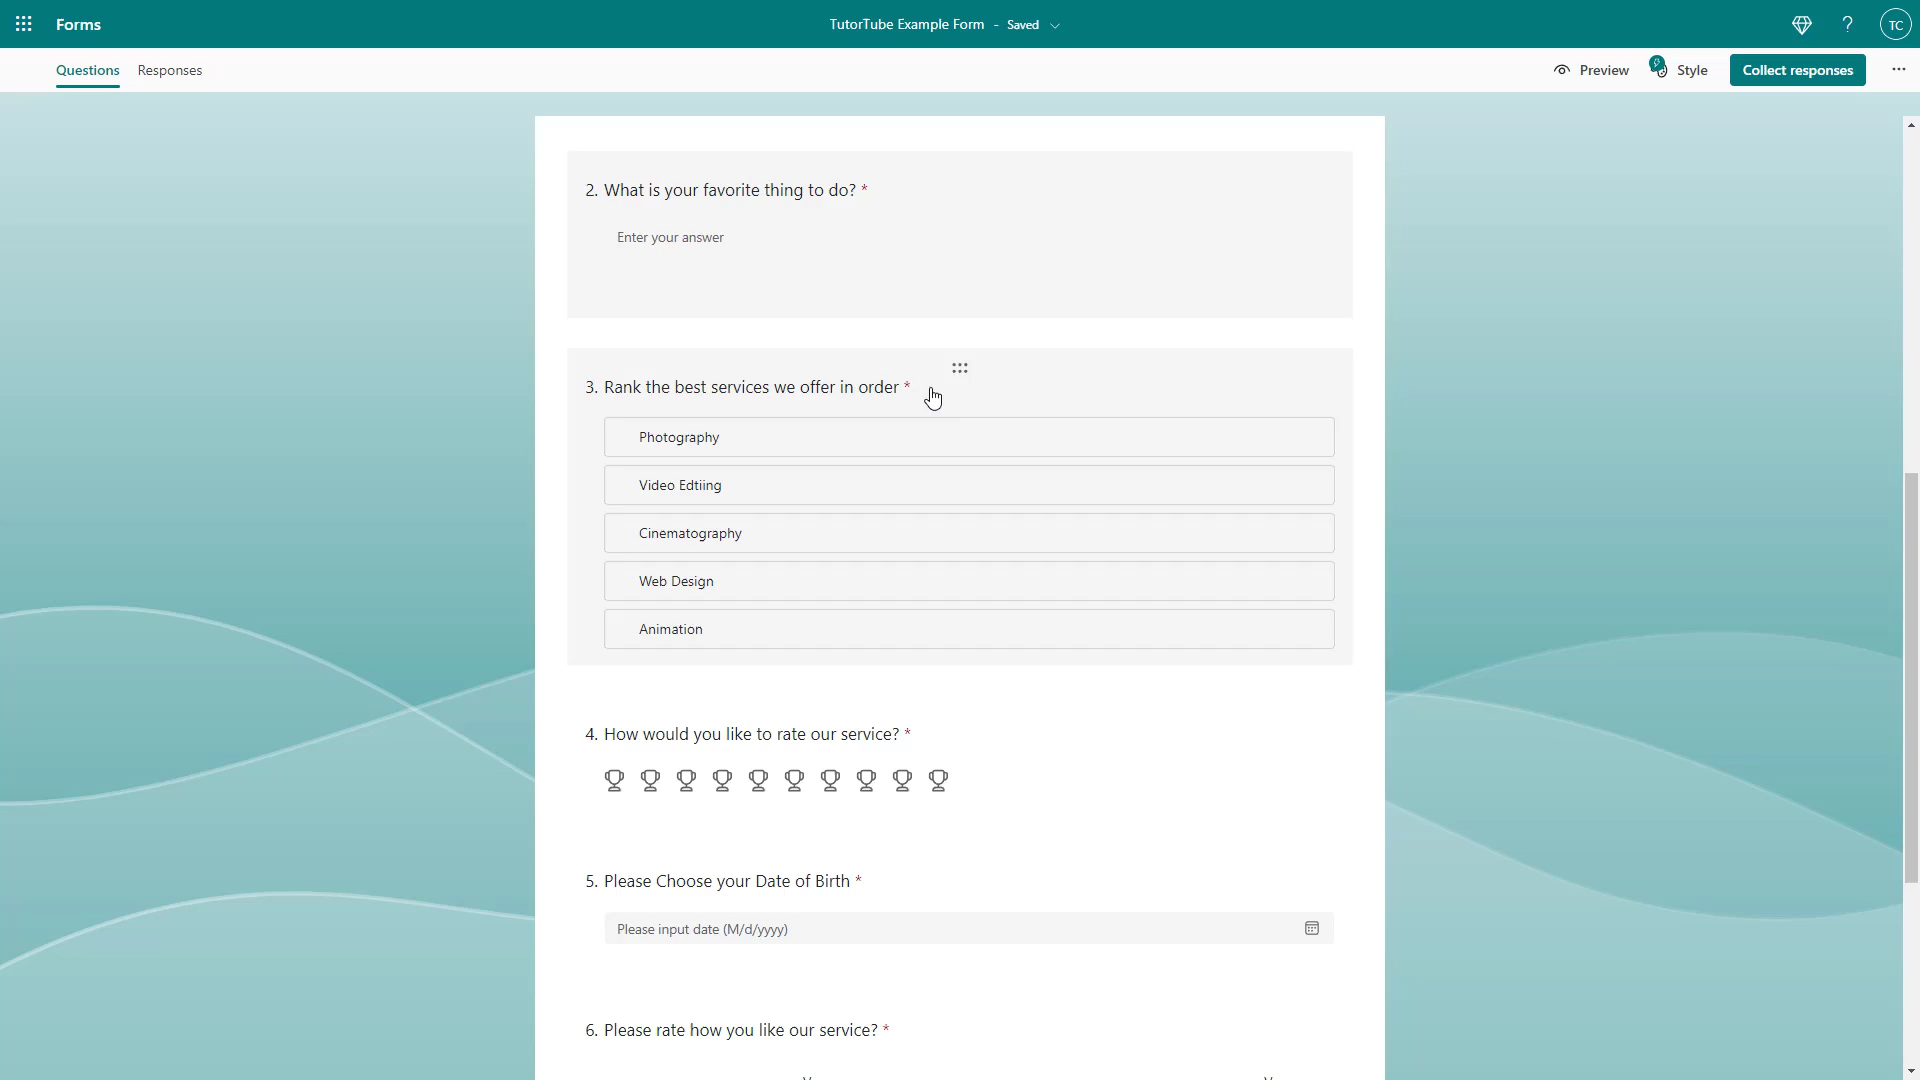 Forms
TutorTube Example Form - Saved
? TC
Questions Responses
Preview Style Collect responses ...
2. What is your favorite thing to do? *
Enter your answer
3. Rank the best services we offer in order *
Photography
Video Edtiing
Cinematography
Web Design
Animation
4. How would you like to rate our service? *
5. Please Choose your Date of Birth *
Please input date (M/d/yyyy)
6. Please rate how you like our service? *